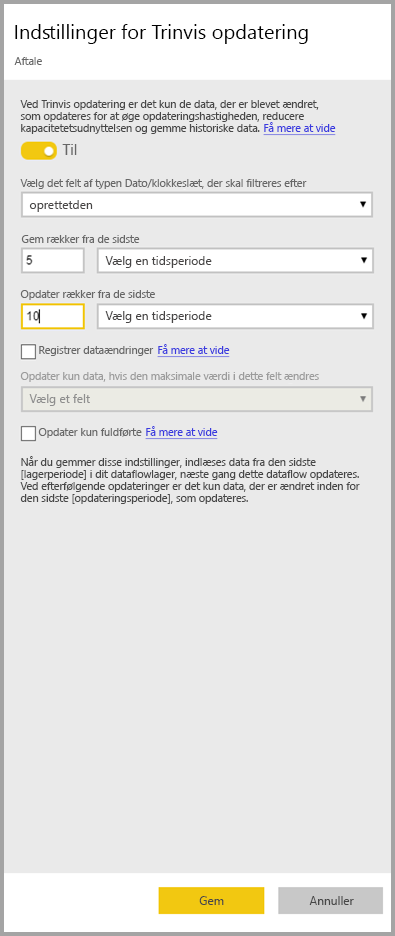 Indstillinger for Trinvis opdatering
Aftale
Ved Trinvis opdatering er det kun de data, der er blevet ændret,
som opdateres for at øge opdateringshastigheden, reducere
kapacitetetsudnyttelsen og gemme historiske data. Få mere at vide
Til
Vælg det felt af typen Dato/klokkeslæt, der skal filtreres efter
oprettetden
Gem rækker fra de sidste
5 Vælg en tidsperiode
Opdater rækker fra de sidste
10 Vælg en tidsperiode
Registrer dataændringer Få mere at vide
Opdater kun data, hvis den maksimale værdi i dette felt ændres
Vælg et felt
Opdater kun fuldførte Få mere at vide
Når du gemmer disse indstillinger, indlæses data fra den sidste
[lagerperiode] i dit dataflowlager, næste gang dette dataflow opdateres.
Ved efterfølgende opdateringer er det kun data, der er ændret inden for
den sidste [opdateringsperiode], som opdateres.
Gem Annuller